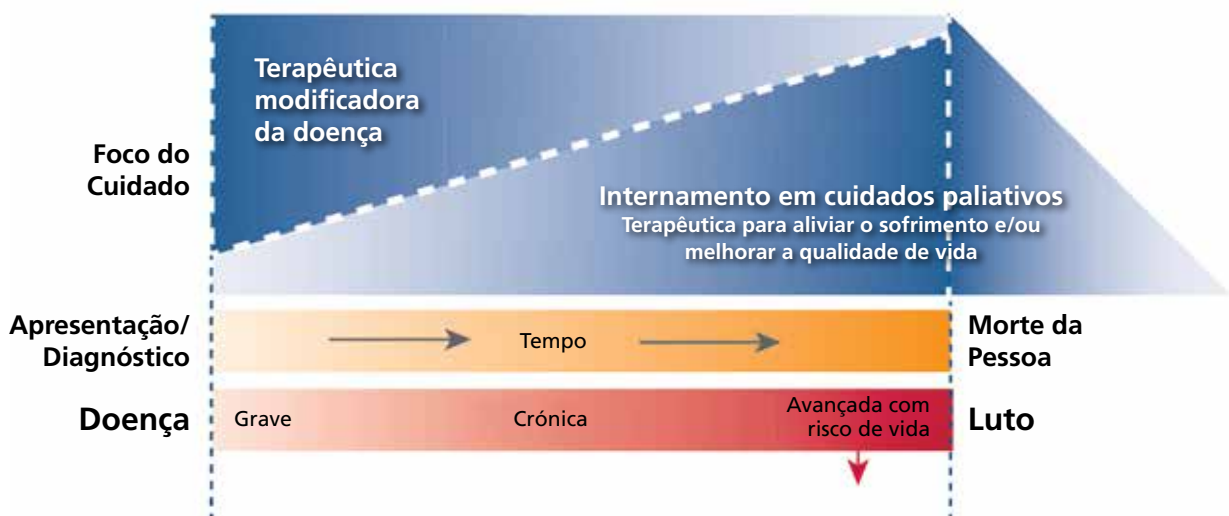 Terapêutica
modificadora
da doença
Foco do
Cuidado
Internamento em cuidados paliativos
Terapêutica para aliviar o sofrimento e/ou
melhorar a qualidade de vida
Apresentação/
Diagnóstico
Tempo
Morte da
Pessoa
Doença
Grave
Crónica
Avançada com
risco de vida
Luto